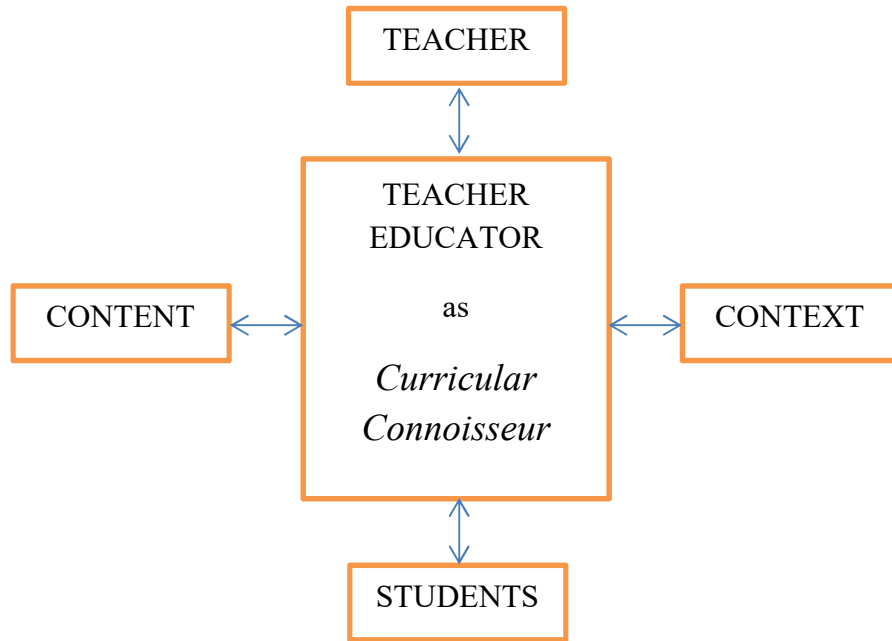 TEACHER
TEACHER
EDUCATOR
as
Curricular
Connoisseur
CONTENT
CONTEXT
STUDENTS